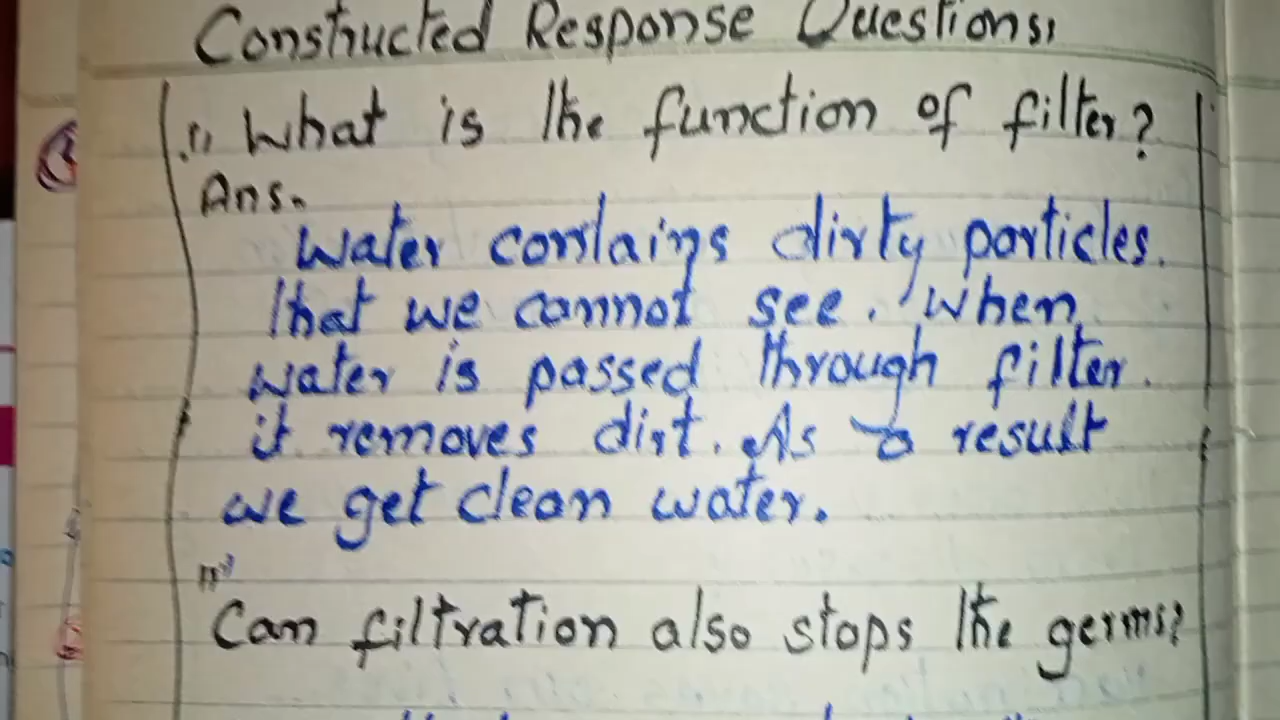 Constructed Response Questions,
What is the function of filter?
Ans.
Water contains dirty particles.
that we cannot see. When
water is passed through filter.
it removes dirt. As a result
we get clean water.
Can filtration also stops the germs?